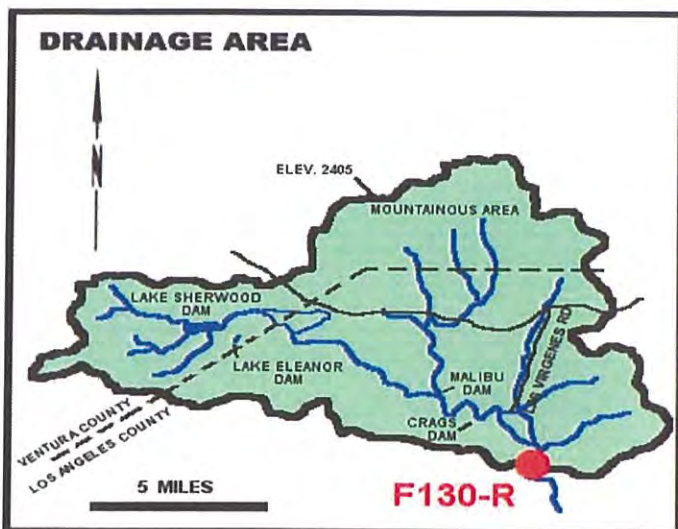 DRAINAGE AREA
N
ELEV. 2405
MOUNTAINOUS AREA
LAKE SHERWOOD
DAM
LAKE ELEANOR
DAM
LAS VIRGENES RD
MALIBU
DAM
CRAGS
DAM
VENTURA COUNTY
LOS ANGELES COUNTY
5 MILES
F130-R